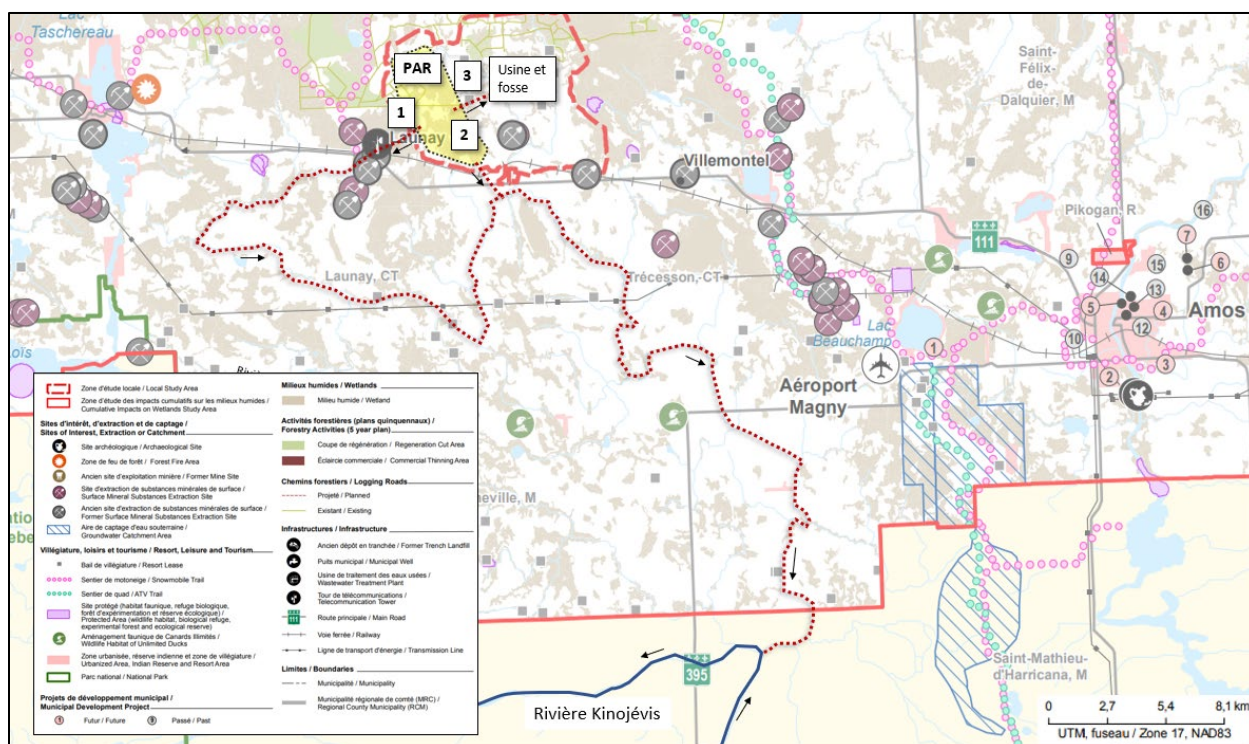 Lac
Taschereau
PAR
3
Usine et
fosse
1
2
Launay
Villemontel
Saint-
Félix-
de-
Dalquier, M
Pikogan, R
111
16
7
9
6
14
15
5
13
4
12
10
Amos
Launay, CT
Trécesson, CT
Lac
Beauchamp
1
2
3
Aéroport
Magny
395
Rivière Kinojévis
Saint-Mathieu-
d'Harricana, M
0 2,7 5,4 8,1 km
UTM, fuseau / Zone 17, NAD83
Zone d'étude locale / Local Study Area
Zone d'étude des impacts cumulatifs sur les milieux humides /
Cumulative Impacts on Wetlands Study Area
Sites d'intérêt, d'extraction et de captage /
Sites of Interest, Extraction or Catchment
Site archéologique / Archaeological Site
Zone de feu de forêt / Forest Fire Area
Ancien site d'exploitation minière / Former Mine Site
Site d'extraction de substances minérales de surface /
Surface Mineral Substances Extraction Site
Ancien site d'extraction de substances minérales de surface /
Former Surface Mineral Substances Extraction Site
Aire de captage d'eau souterraine /
Groundwater Catchment Area
Villégiature, loisirs et tourisme / Resort, Leisure and Tourism
Bail de villégiature / Resort Lease
Sentier de motoneige / Snowmobile Trail
Sentier de quad / ATV Trail
Site protégé (habitat faunique, refuge biologique,
forêt d'expérimentation et réserve écologique) /
Protected Area (wildlife habitat, biological refuge,
experimental forest and ecological reserve)
Aménagement faunique de Canards Illimités /
Wildlife Habitat of Unlimited Ducks
Zone urbanisée, réserve indienne et zone de villégiature /
Urbanized Area, Indian Reserve and Resort Area
Parc national / National Park
Projets de développement municipal /
Municipal Development Project
1 Futur / Future 9 Passé / Past
Milieux humides / Wetlands
Milieu humide / Wetland
Activités forestières (plans quinquennaux) /
Forestry Activities (5 year plan)
Coupe de régénération / Regeneration Cut Area
Éclaircie commerciale / Commercial Thinning Area
Chemins forestiers / Logging Roads
Projeté / Planned
Existant / Existing
Infrastructures / Infrastructure
Ancien dépôt en tranchée / Former Trench Landfill
Puits municipal / Municipal Well
Usine de traitement des eaux usées /
Wastewater Treatment Plant
Tour de télécommunications /
Telecommunication Tower
111 Route principale / Main Road
Voie ferrée / Railway
Ligne de transport d'énergie / Transmission Line
Limites / Boundaries
Municipalité / Municipality
Municipalité régionale de comté (MRC) /
Regional County Municipality (RCM)